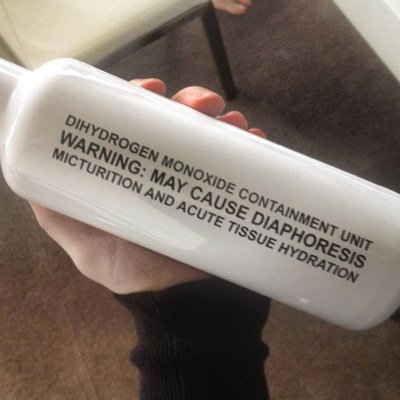 DIHYDROGEN MONOXIDE CONTAINMENT UNIT
WARNING: MAY CAUSE DIAPHORESIS
MICTURITION AND ACUTE TISSUE HYDRATION